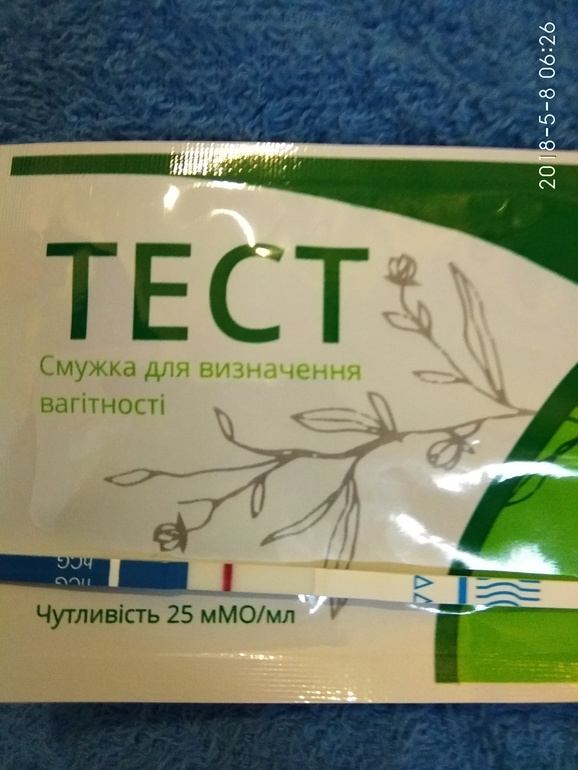 2018-5-8 06:26
ТЕСТ
Смужка для визначення
вагітності
hCG
hCG
Чутливість 25 мМО/мл